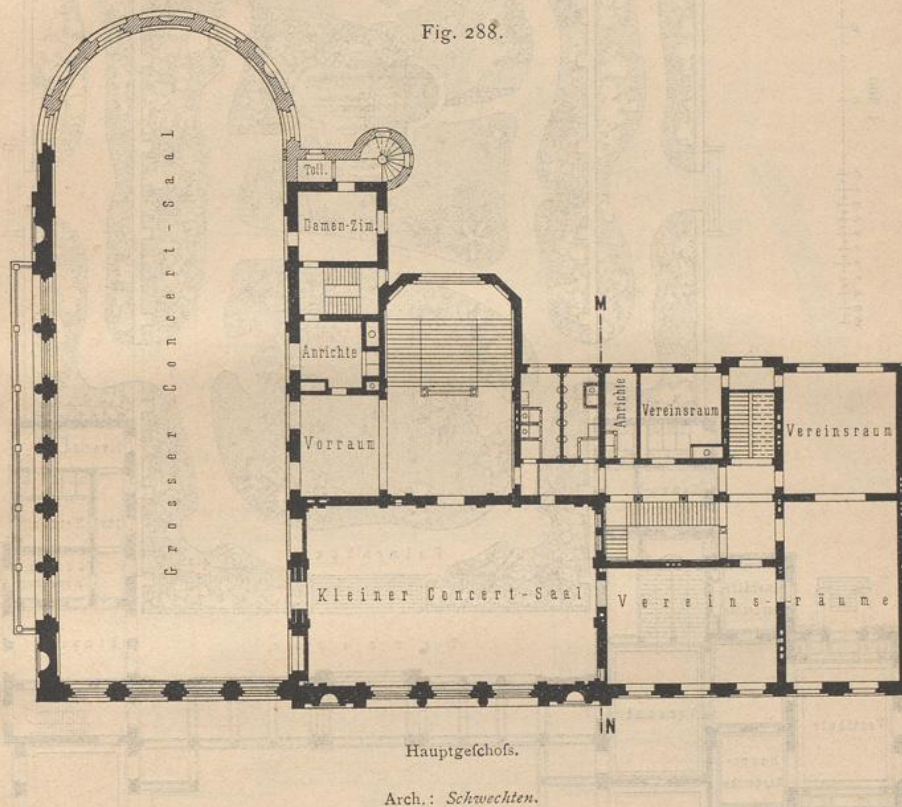 Fig. 288.
Grosser Concert-Saal
Toil.
Damen-Zim.
Anrichte
Vorraum
M
Anrichte
Vereinsraum
Vereinsraum
Kleiner Concert-Saal
Vereins-räume
N
Hauptgeſchoſs.
Arch.: Schwechten.